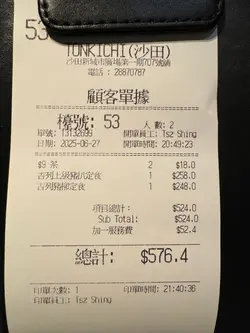 53
TONKICHI(沙田)
沙田新城市廣場第一期707號鋪
電話 : 28870787
顧客單據
檯號: 53 人 數: 2
單號: T3132699 開單員工: Tsz Shing
日期: 2025-06-27 開單時間: 20:49:23
$9 茶 2 $18.0
吉列上級豬扒定食 1 $258.0
吉列豬柳定食 1 $248.0
項目總計: $524.0
Sub Total: $524.0
加一服務費 $52.4
總計: $576.4
印單次數: 1 印單時間: 21:40:36
印單員工: Tsz Shing